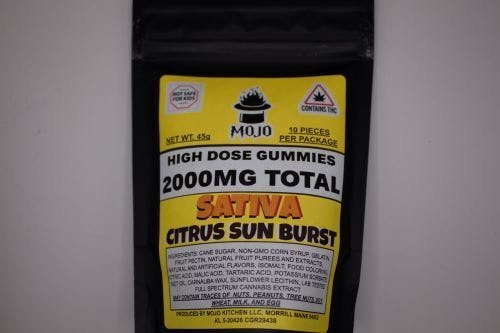 NOT SAFE
FOR KIDS
CONTAINS THC
MOJO
NET WT. 45g
10 PIECES
PER PACKAGE
HIGH DOSE GUMMIES
2000MG TOTAL
SATIVA
CITRUS SUN BURST
INGREDIENTS: CANE SUGAR, NON-GMO CORN SYRUP, GELATIN,
FRUIT PECTIN, NATURAL FRUIT PUREES AND EXTRACTS,
NATURAL AND ARTIFICIAL FLAVORS, ISOMALT, FOOD COLORING,
CITRIC ACID, MALIC ACID, TARTARIC ACID, POTASSIUM SORBATE
MCT OIL, CARNAUBA WAX, SUNFLOWER LECITHIN, LAB TESTED
FULL SPECTRUM CANNABIS EXTRACT
MAY CONTAIN TRACES OF NUTS, PEANUTS, TREE NUTS, SOY,
WHEAT, MILK, AND EGG
PRODUCED BY MOJO KITCHEN LLC, MORRILL MAINE 04952
CGR29438